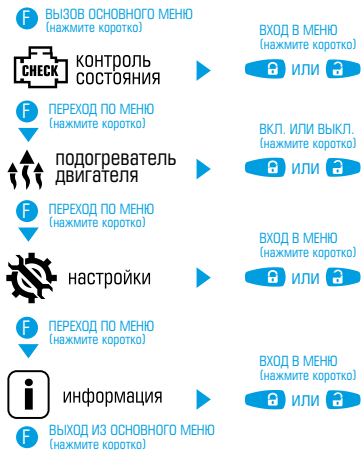 F ВЫЗОВ ОСНОВНОГО МЕНЮ
(нажмите коротко)
ВХОД В МЕНЮ
(нажмите коротко)
CHECK контроль
состояния
или
F ПЕРЕХОД ПО МЕНЮ
(нажмите коротко)
ВКЛ. ИЛИ ВЫКЛ.
(нажмите коротко)
подогреватель
двигателя
или
F ПЕРЕХОД ПО МЕНЮ
(нажмите коротко)
ВХОД В МЕНЮ
(нажмите коротко)
настройки
или
F ПЕРЕХОД ПО МЕНЮ
(нажмите коротко)
ВХОД В МЕНЮ
(нажмите коротко)
i информация
или
F ВЫХОД ИЗ ОСНОВНОГО МЕНЮ
(нажмите коротко)